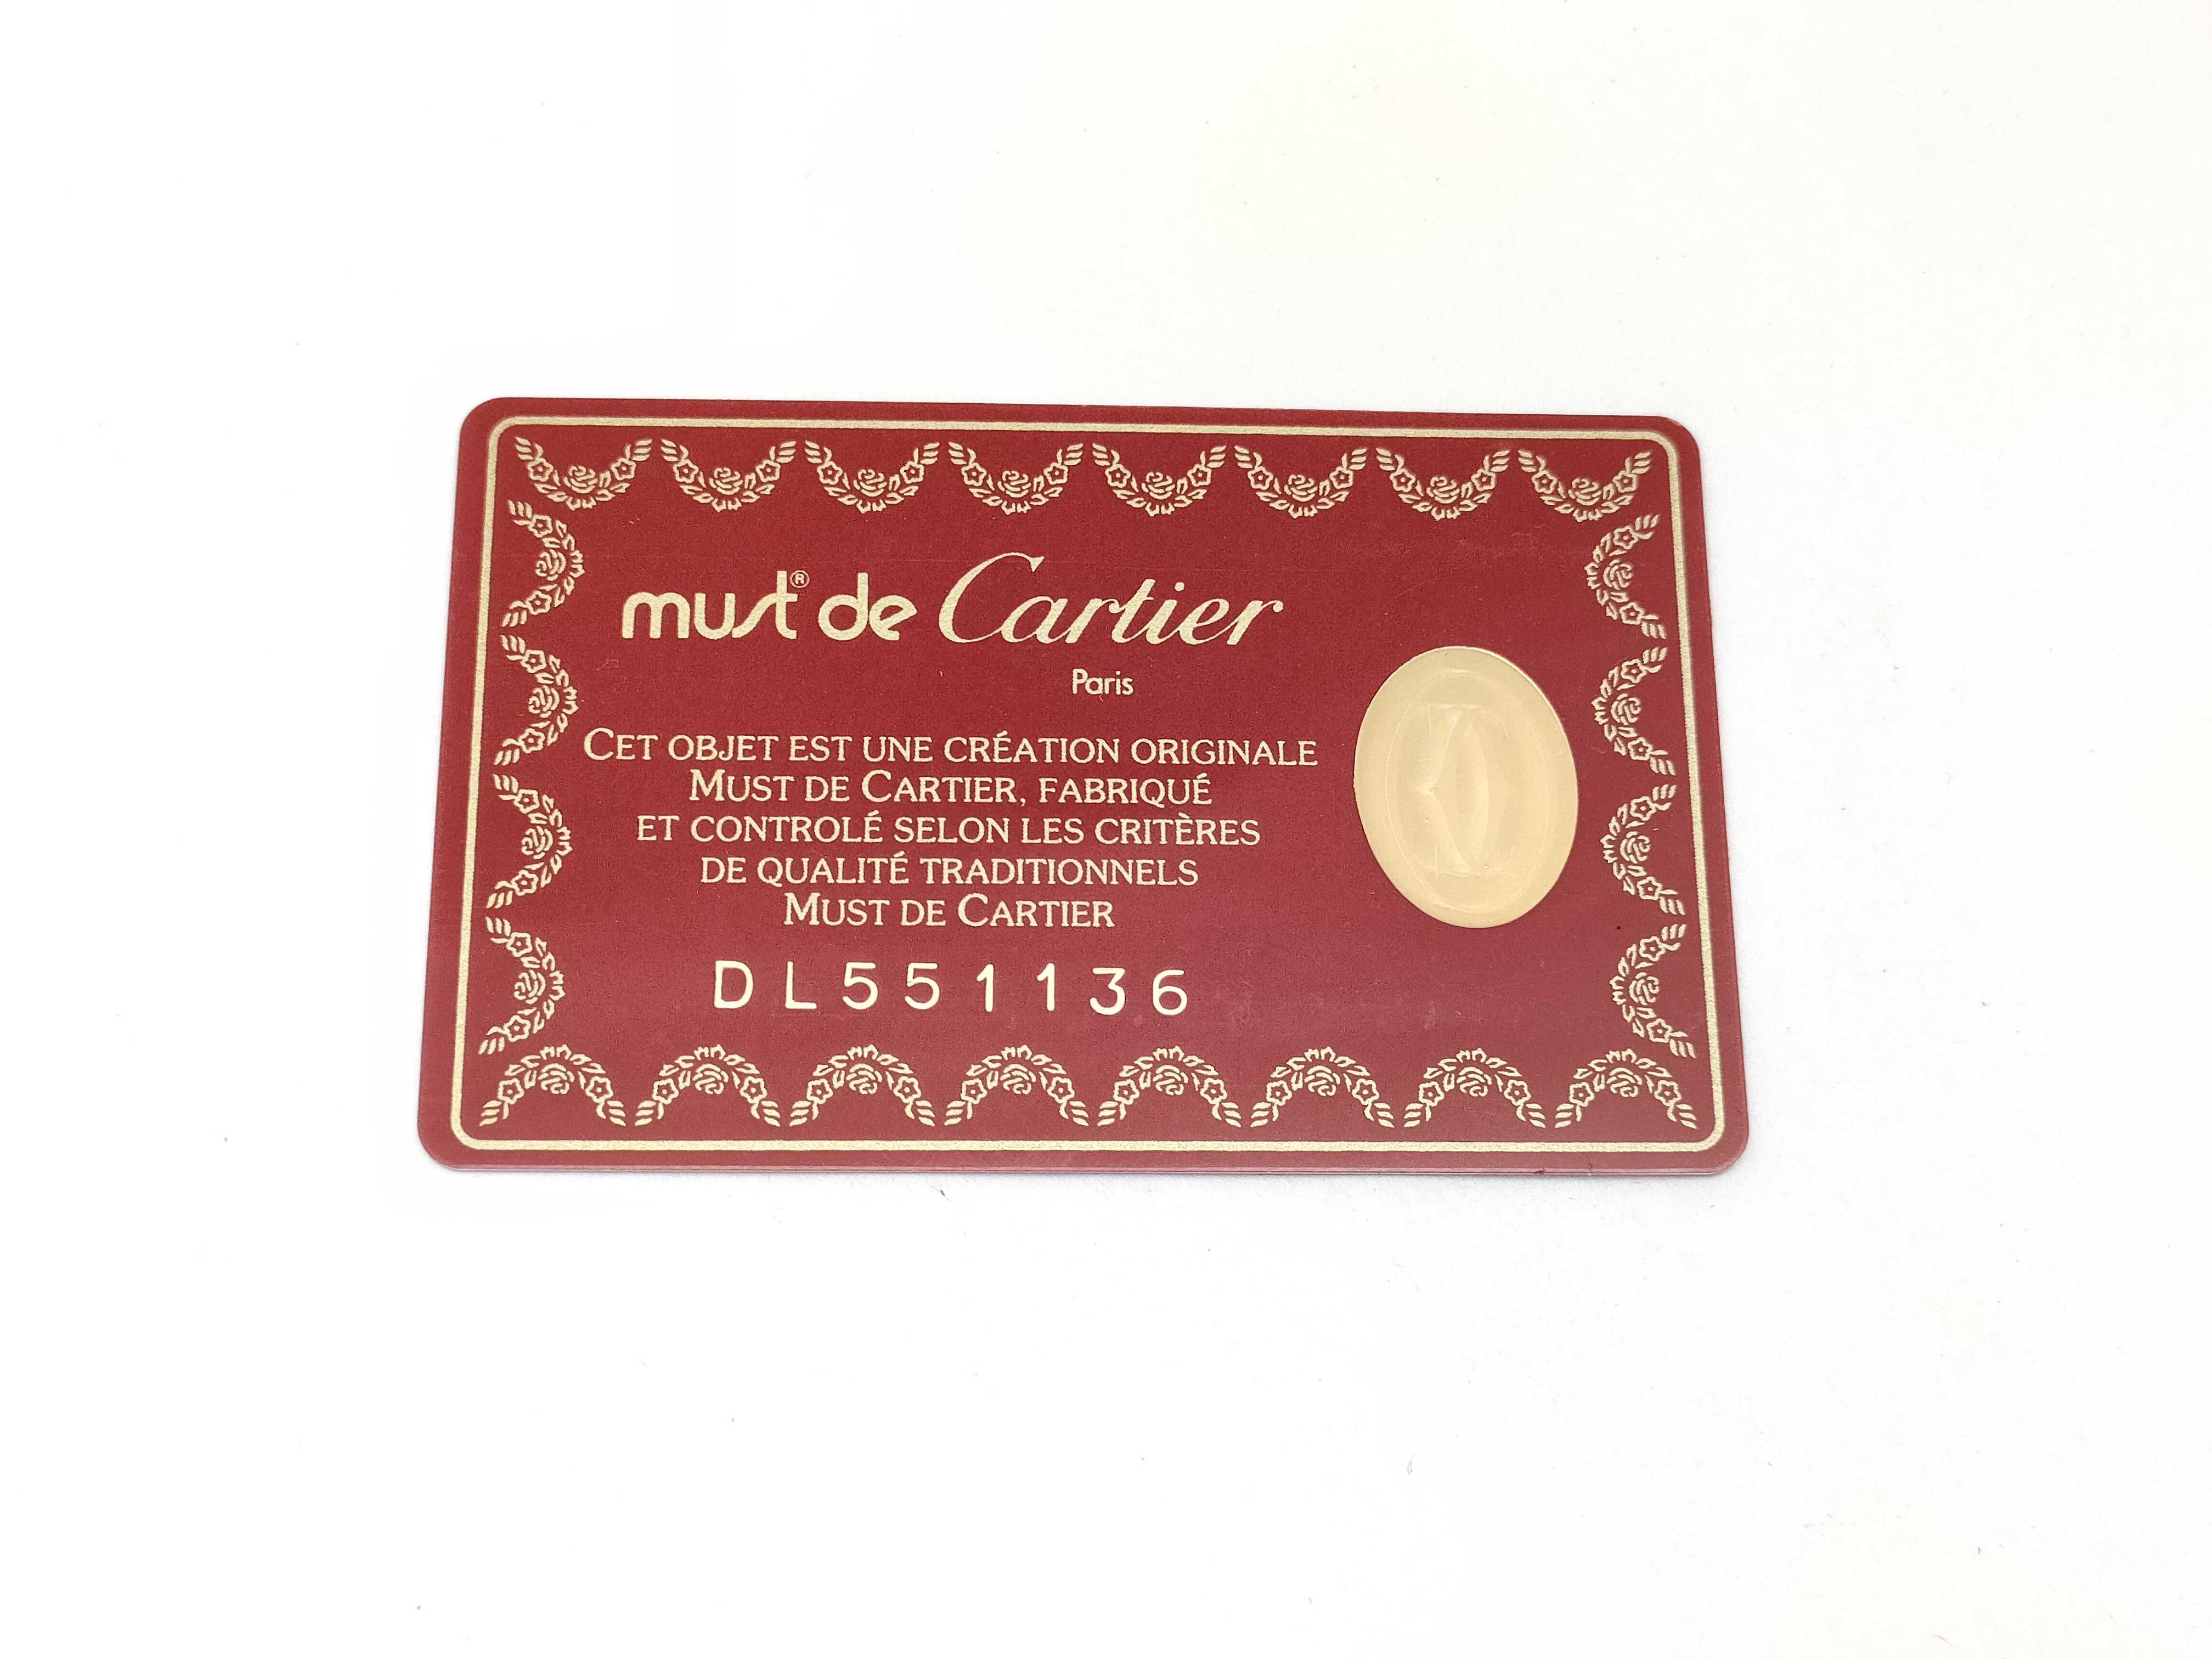 must® de Cartier
Paris
CET OBJET EST UNE CRÉATION ORIGINALE
MUST DE CARTIER, FABRIQUÉ
ET CONTROLÉ SELON LES CRITÈRES
DE QUALITÉ TRADITIONNELS
MUST DE CARTIER
DL551136